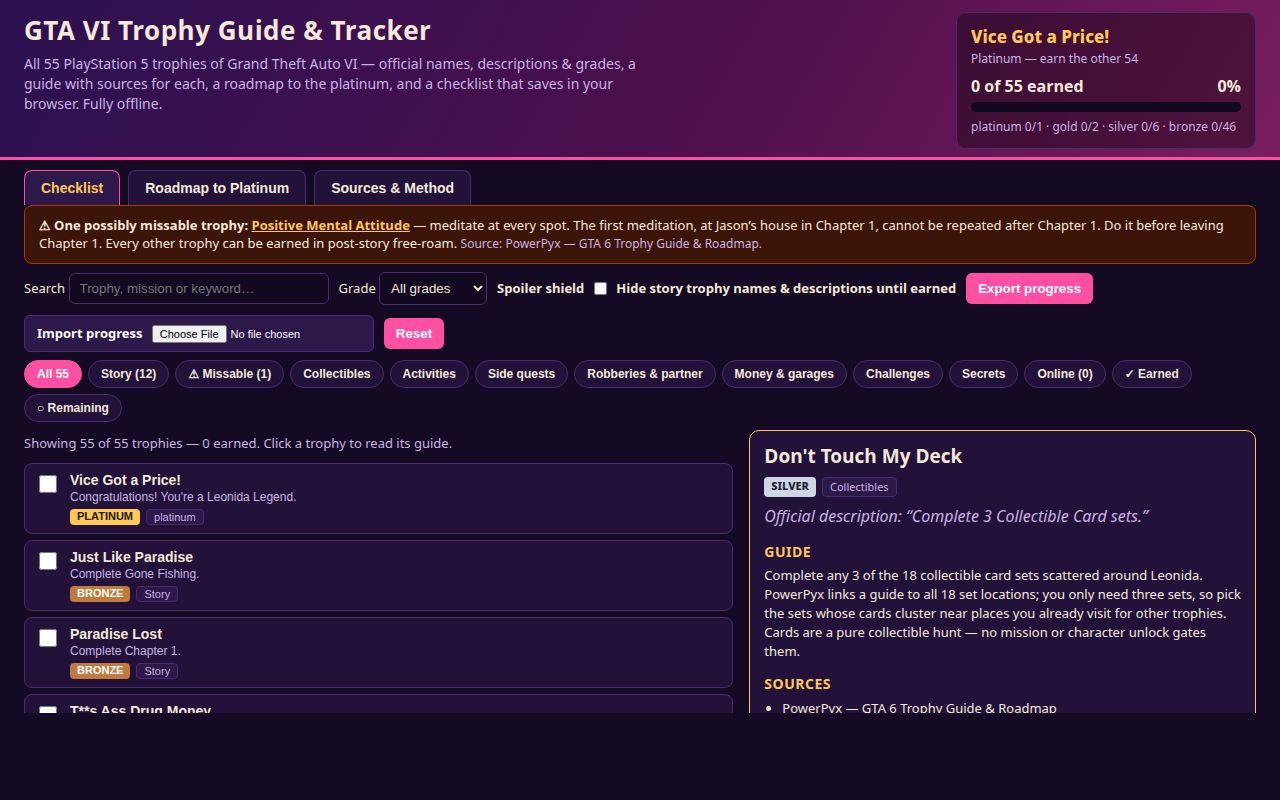 GTA VI Trophy Guide & Tracker
All 55 PlayStation 5 trophies of Grand Theft Auto VI — official names, descriptions & grades, a
guide with sources for each, a roadmap to the platinum, and a checklist that saves in your
browser. Fully offline.
Vice Got a Price!
Platinum — earn the other 54
0 of 55 earned 0%
platinum 0/1 · gold 0/2 · silver 0/6 · bronze 0/46
Checklist Roadmap to Platinum Sources & Method
⚠ One possibly missable trophy: Positive Mental Attitude — meditate at every spot. The first meditation, at Jason’s house in Chapter 1, cannot be repeated after Chapter 1. Do it before leaving
Chapter 1. Every other trophy can be earned in post-story free-roam. Source: PowerPyx — GTA 6 Trophy Guide & Roadmap.
Search Trophy, mission or keyword… Grade All grades Spoiler shield Hide story trophy names & descriptions until earned Export progress
Import progress Choose File No file chosen Reset
All 55 Story (12) ⚠ Missable (1) Collectibles Activities Side quests Robberies & partner Money & garages Challenges Secrets Online (0) ✓ Earned
○ Remaining
Showing 55 of 55 trophies — 0 earned. Click a trophy to read its guide.
Vice Got a Price!
Congratulations! You're a Leonida Legend.
PLATINUM platinum
Just Like Paradise
Complete Gone Fishing.
BRONZE Story
Paradise Lost
Complete Chapter 1.
BRONZE Story
T**s Ass Drug Money
Don't Touch My Deck
SILVER Collectibles
Official description: “Complete 3 Collectible Card sets.”
GUIDE
Complete any 3 of the 18 collectible card sets scattered around Leonida.
PowerPyx links a guide to all 18 set locations; you only need three sets, so pick
the sets whose cards cluster near places you already visit for other trophies.
Cards are a pure collectible hunt — no mission or character unlock gates
them.
SOURCES
• PowerPyx — GTA 6 Trophy Guide & Roadmap